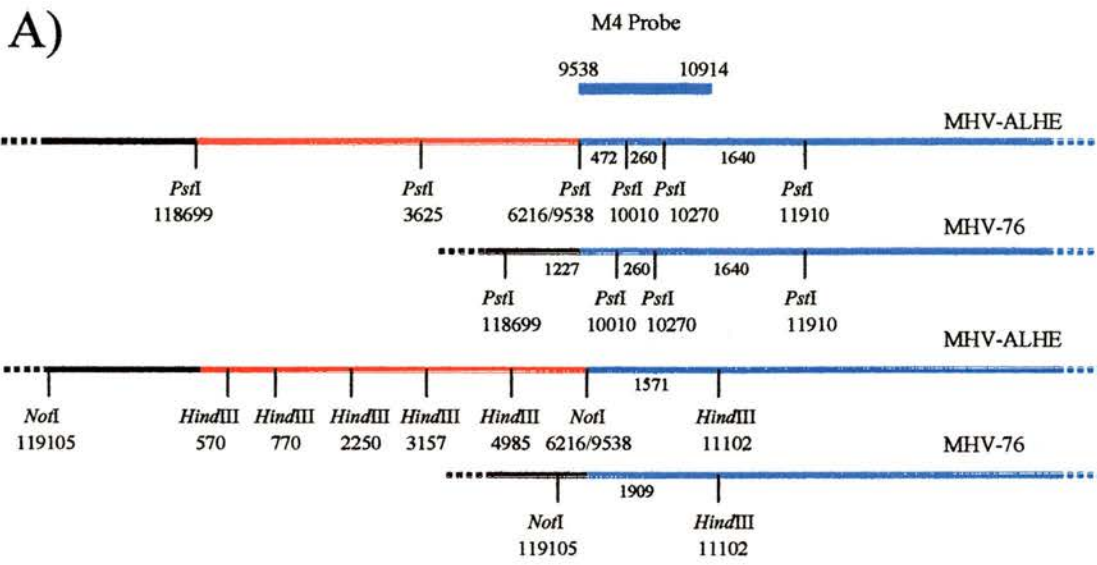 A)
M4 Probe
9538 10914
MHV-ALHE
472 260 1640
PstI PstI PstI PstI PstI PstI
118699 3625 6216/9538 10010 10270 11910
MHV-76
1227 260 1640
PstI PstI PstI PstI
118699 10010 10270 11910
MHV-ALHE
1571
NotI HindIII HindIII HindIII HindIII HindIII NotI HindIII
119105 570 770 2250 3157 4985 6216/9538 11102
MHV-76
1909
NotI HindIII
119105 11102